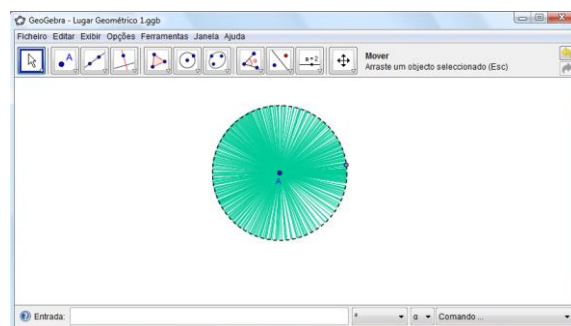 GeoGebra - Lugar Geométrico 1.ggb
Ficheiro Editar Exibir Opções Ferramentas Janela Ajuda
A
a=2
Mover
Arraste um objecto seleccionado (Esc)
A
Entrada:
α
Comando ...